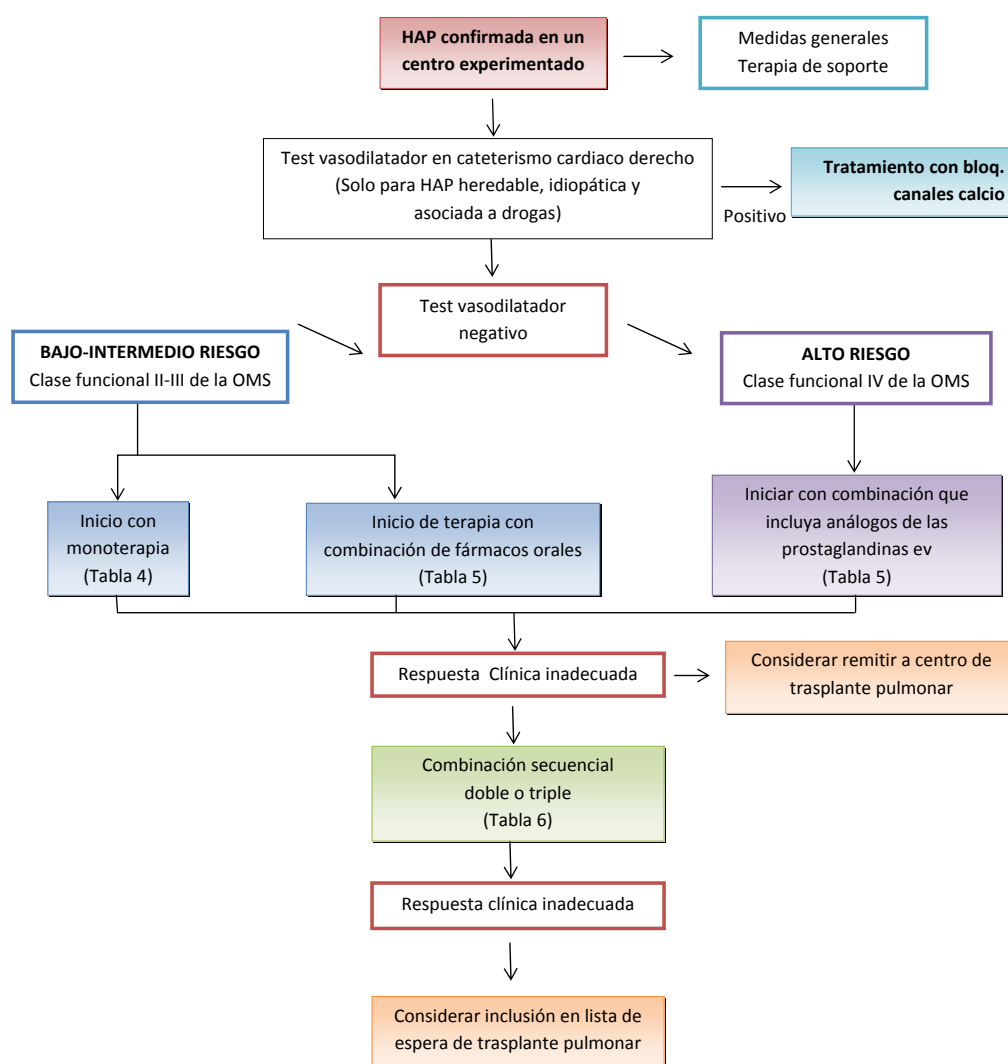 HAP confirmada en un
centro experimentado
Medidas generales
Terapia de soporte
Test vasodilatador en cateterismo cardiaco derecho
(Solo para HAP heredable, idiopática y
asociada a drogas)
Positivo
Tratamiento con bloq.
canales calcio
Test vasodilatador
negativo
BAJO-INTERMEDIO RIESGO
Clase funcional II-III de la OMS
ALTO RIESGO
Clase funcional IV de la OMS
Inicio con
monoterapia
(Tabla 4)
Inicio de terapia con
combinación de fármacos orales
(Tabla 5)
Iniciar con combinación que
incluya análogos de las
prostaglandinas ev
(Tabla 5)
Respuesta Clínica inadecuada
Considerar remitir a centro de
trasplante pulmonar
Combinación secuencial
doble o triple
(Tabla 6)
Respuesta clínica inadecuada
Considerar inclusión en lista de
espera de trasplante pulmonar